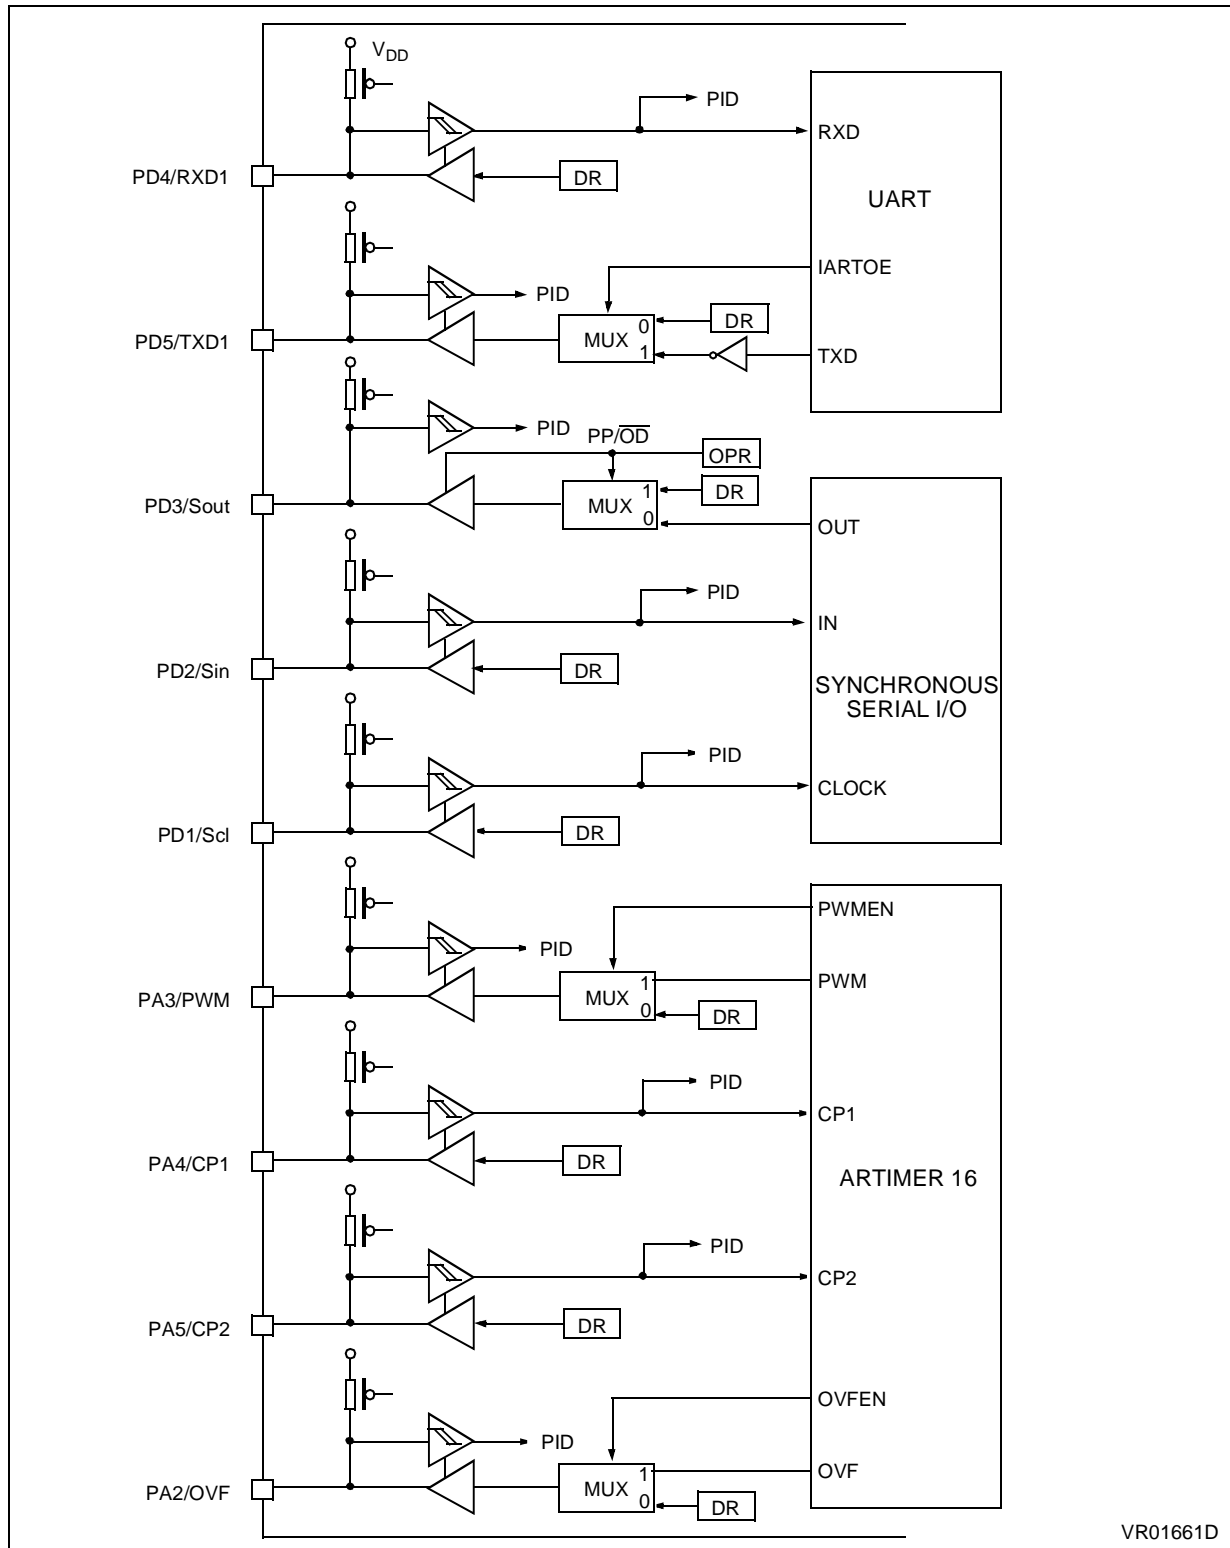 VDD
PID
RXD
PD4/RXD1
DR
UART
IARTOE
PID
DR
PD5/TXD1
MUX
0
1
TXD
PID
PP/OD
OPR
PD3/Sout
MUX
1
0
DR
OUT
PID
IN
PD2/Sin
DR
SYNCHRONOUS
SERIAL I/O
PID
CLOCK
PD1/Scl
DR
PWMEN
PID
PA3/PWM
MUX
1
0
PWM
DR
PID
CP1
PA4/CP1
DR
ARTIMER 16
PID
CP2
PA5/CP2
DR
OVFEN
PID
OVF
PA2/OVF
MUX
1
0
DR
VR01661D